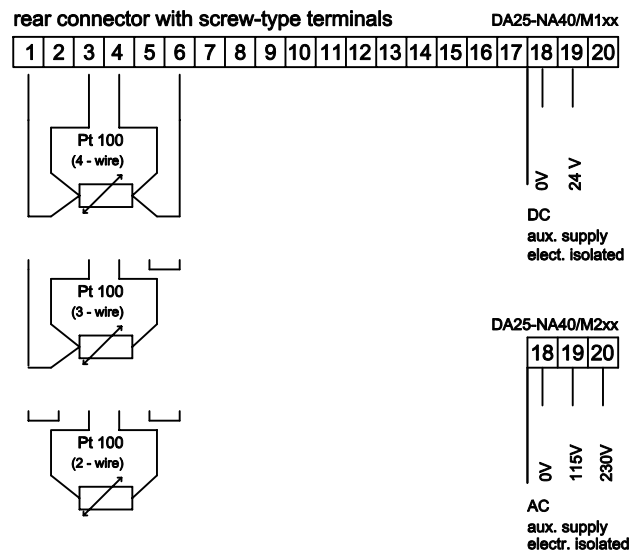 rear connector with screw-type terminals
DA25-NA40/M1xx
1 2 3 4 5 6 7 8 9 10 11 12 13 14 15 16 17 18 19 20
Pt 100
(4 - wire)
0V
24 V
DC
aux. supply
elect. isolated
Pt 100
(3 - wire)
DA25-NA40/M2xx
18 19 20
Pt 100
(2 - wire)
0V
115V
230V
AC
aux. supply
electr. isolated